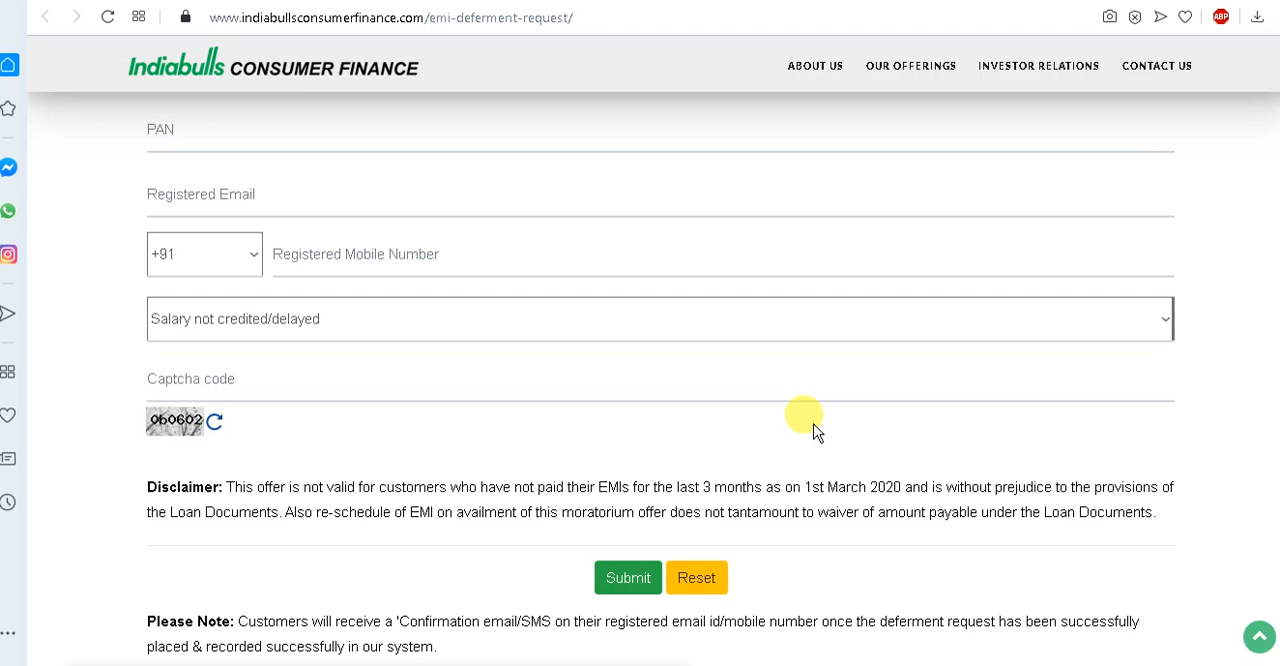 www.indiabullsconsumerfinance.com/emi-deferment-request/
ABP
Indiabulls CONSUMER FINANCE
ABOUT US OUR OFFERINGS INVESTOR RELATIONS CONTACT US
PAN
Registered Email
+91 Registered Mobile Number
Salary not credited/delayed
Captcha code
0b0602
Disclaimer: This offer is not valid for customers who have not paid their EMIs for the last 3 months as on 1st March 2020 and is without prejudice to the provisions of
the Loan Documents. Also re-schedule of EMI on availment of this moratorium offer does not tantamount to waiver of amount payable under the Loan Documents.
Submit Reset
Please Note: Customers will receive a 'Confirmation email/SMS on their registered email id/mobile number once the deferment request has been successfully
placed & recorded successfully in our system.